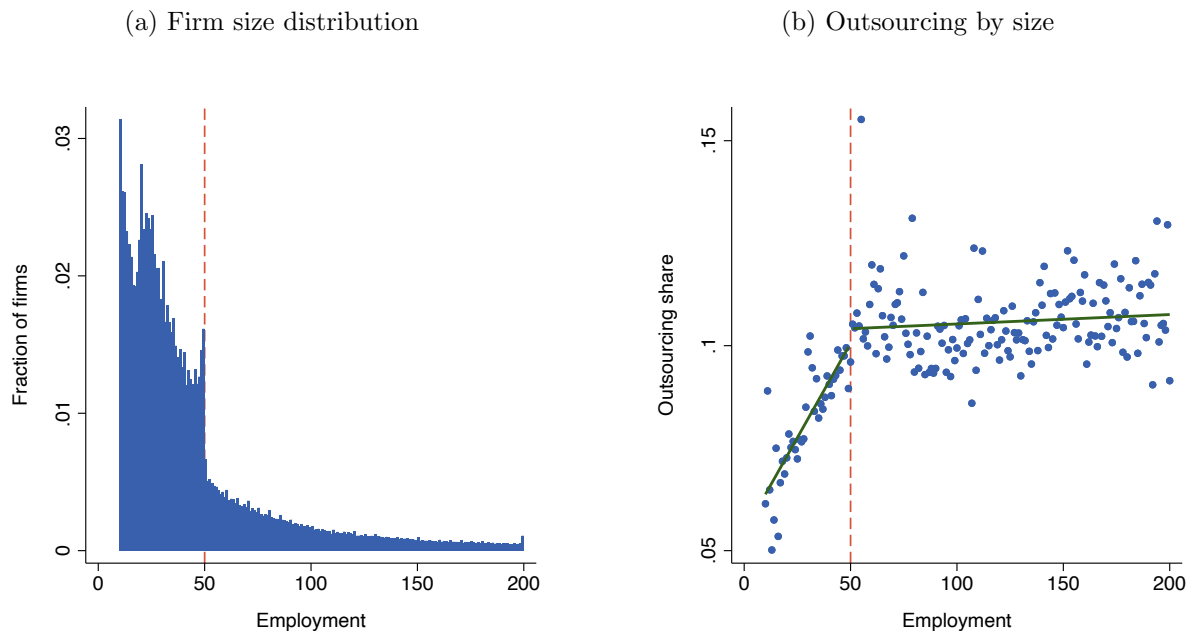 (a) Firm size distribution
(b) Outsourcing by size
Fraction of firms
.03
.02
.01
0
0
50
100
150
200
Employment
Outsourcing share
.15
.1
.05
0
50
100
150
200
Employment